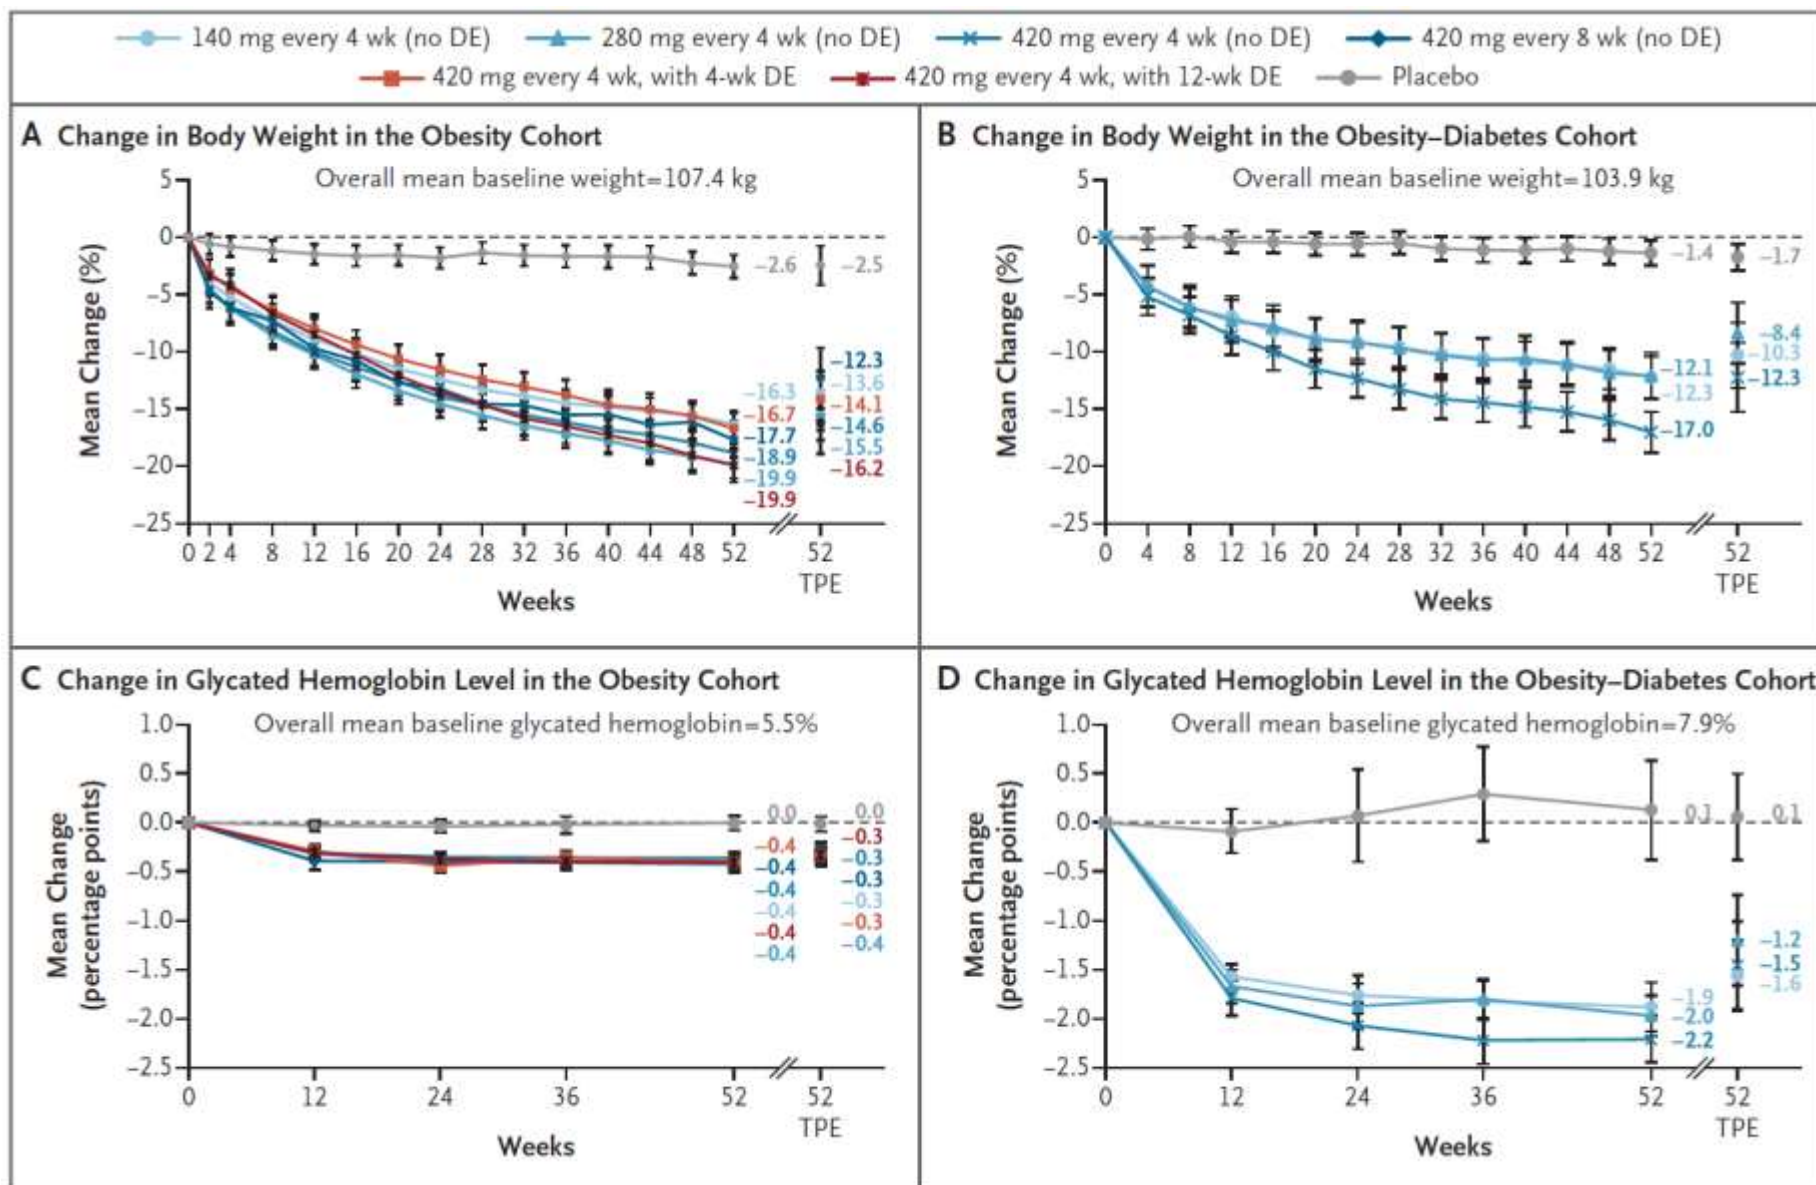 140 mg every 4 wk (no DE) 280 mg every 4 wk (no DE) 420 mg every 4 wk (no DE) 420 mg every 8 wk (no DE)
420 mg every 4 wk, with 4-wk DE 420 mg every 4 wk, with 12-wk DE Placebo
A Change in Body Weight in the Obesity Cohort
Overall mean baseline weight=107.4 kg
Mean Change (%)
5
0
−5
−10
−15
−20
−25
−2.6
−16.3
−16.7
−17.7
−18.9
−19.9
−19.9
−2.5
−12.3
−13.6
−14.1
−14.6
−15.5
−16.2
0 2 4 8 12 16 20 24 28 32 36 40 44 48 52 52
TPE
Weeks
B Change in Body Weight in the Obesity–Diabetes Cohort
Overall mean baseline weight=103.9 kg
Mean Change (%)
5
0
−5
−10
−15
−20
−25
−1.4
−12.1
−12.3
−17.0
−1.7
−8.4
−10.3
−12.3
0 4 8 12 16 20 24 28 32 36 40 44 48 52 52
TPE
Weeks
C Change in Glycated Hemoglobin Level in the Obesity Cohort
Overall mean baseline glycated hemoglobin=5.5%
Mean Change
(percentage points)
1.0
0.5
0.0
−0.5
−1.0
−1.5
−2.0
−2.5
0.0
−0.4
−0.4
−0.4
−0.4
−0.4
−0.4
0.0
−0.3
−0.3
−0.3
−0.3
−0.3
−0.4
0 12 24 36 52 52
TPE
Weeks
D Change in Glycated Hemoglobin Level in the Obesity–Diabetes Cohort
Overall mean baseline glycated hemoglobin=7.9%
Mean Change
(percentage points)
1.0
0.5
0.0
−0.5
−1.0
−1.5
−2.0
−2.5
0.1
−1.9
−2.0
−2.2
0.1
−1.2
−1.5
−1.6
0 12 24 36 52 52
TPE
Weeks